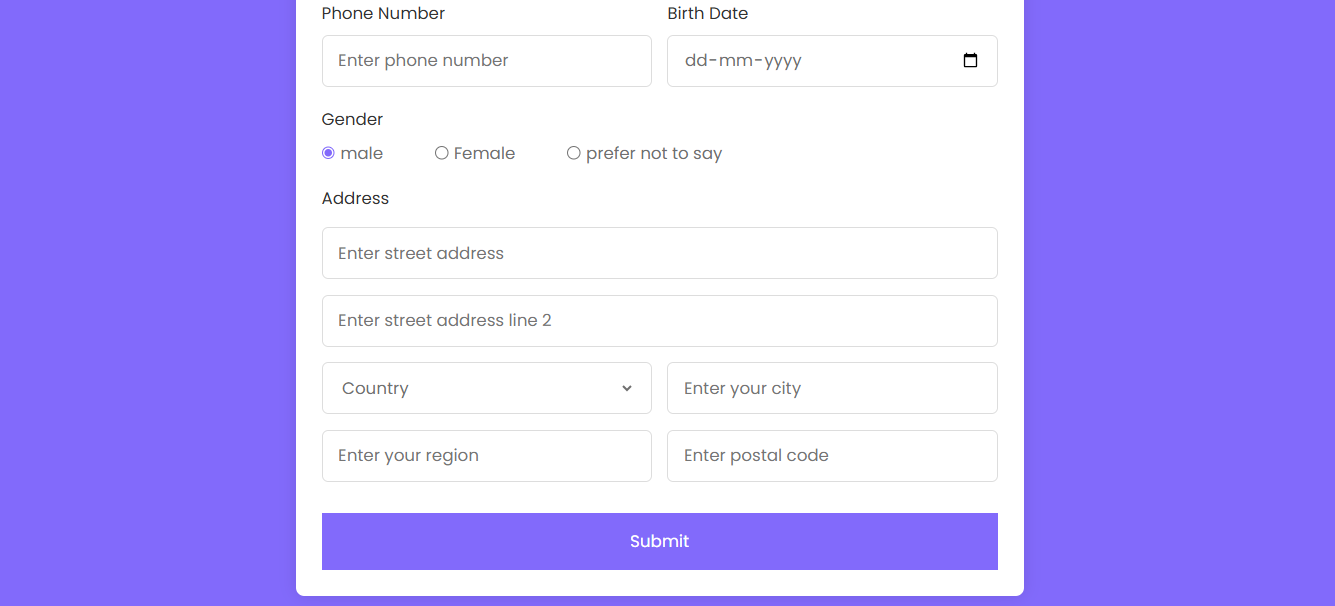 Phone Number Birth Date
Enter phone number dd-mm-yyyy
Gender
male Female prefer not to say
Address
Enter street address
Enter street address line 2
Country Enter your city
Enter your region Enter postal code
Submit